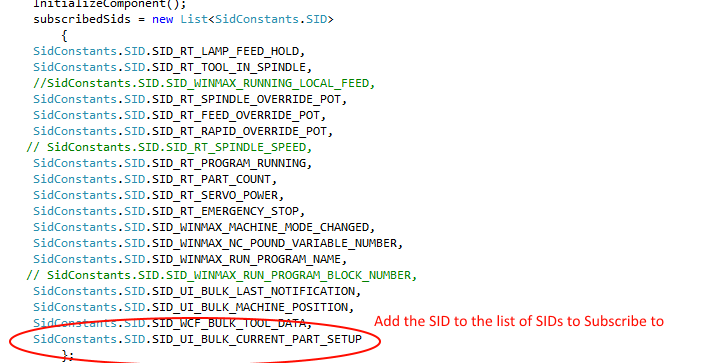 InitializeComponent();
subscribedSids = new List<SidConstants.SID>
{
SidConstants.SID.SID_RT_LAMP_FEED_HOLD,
SidConstants.SID.SID_RT_TOOL_IN_SPINDLE,
//SidConstants.SID.SID_WINMAX_RUNNING_LOCAL_FEED,
SidConstants.SID.SID_RT_SPINDLE_OVERRIDE_POT,
SidConstants.SID.SID_RT_FEED_OVERRIDE_POT,
SidConstants.SID.SID_RT_RAPID_OVERRIDE_POT,
// SidConstants.SID.SID_RT_SPINDLE_SPEED,
SidConstants.SID.SID_RT_PROGRAM_RUNNING,
SidConstants.SID.SID_RT_PART_COUNT,
SidConstants.SID.SID_RT_SERVO_POWER,
SidConstants.SID.SID_RT_EMERGENCY_STOP,
SidConstants.SID.SID_WINMAX_MACHINE_MODE_CHANGED,
SidConstants.SID.SID_WINMAX_NC_POUND_VARIABLE_NUMBER,
SidConstants.SID.SID_WINMAX_RUN_PROGRAM_NAME,
// SidConstants.SID.SID_WINMAX_RUN_PROGRAM_BLOCK_NUMBER,
SidConstants.SID.SID_UI_BULK_LAST_NOTIFICATION,
SidConstants.SID.SID_UI_BULK_MACHINE_POSITION,
SidConstants.SID.SID_WCF_BULK_TOOL_DATA,
Add the SID to the list of SIDs to Subscribe to
SidConstants.SID.SID_UI_BULK_CURRENT_PART_SETUP
};